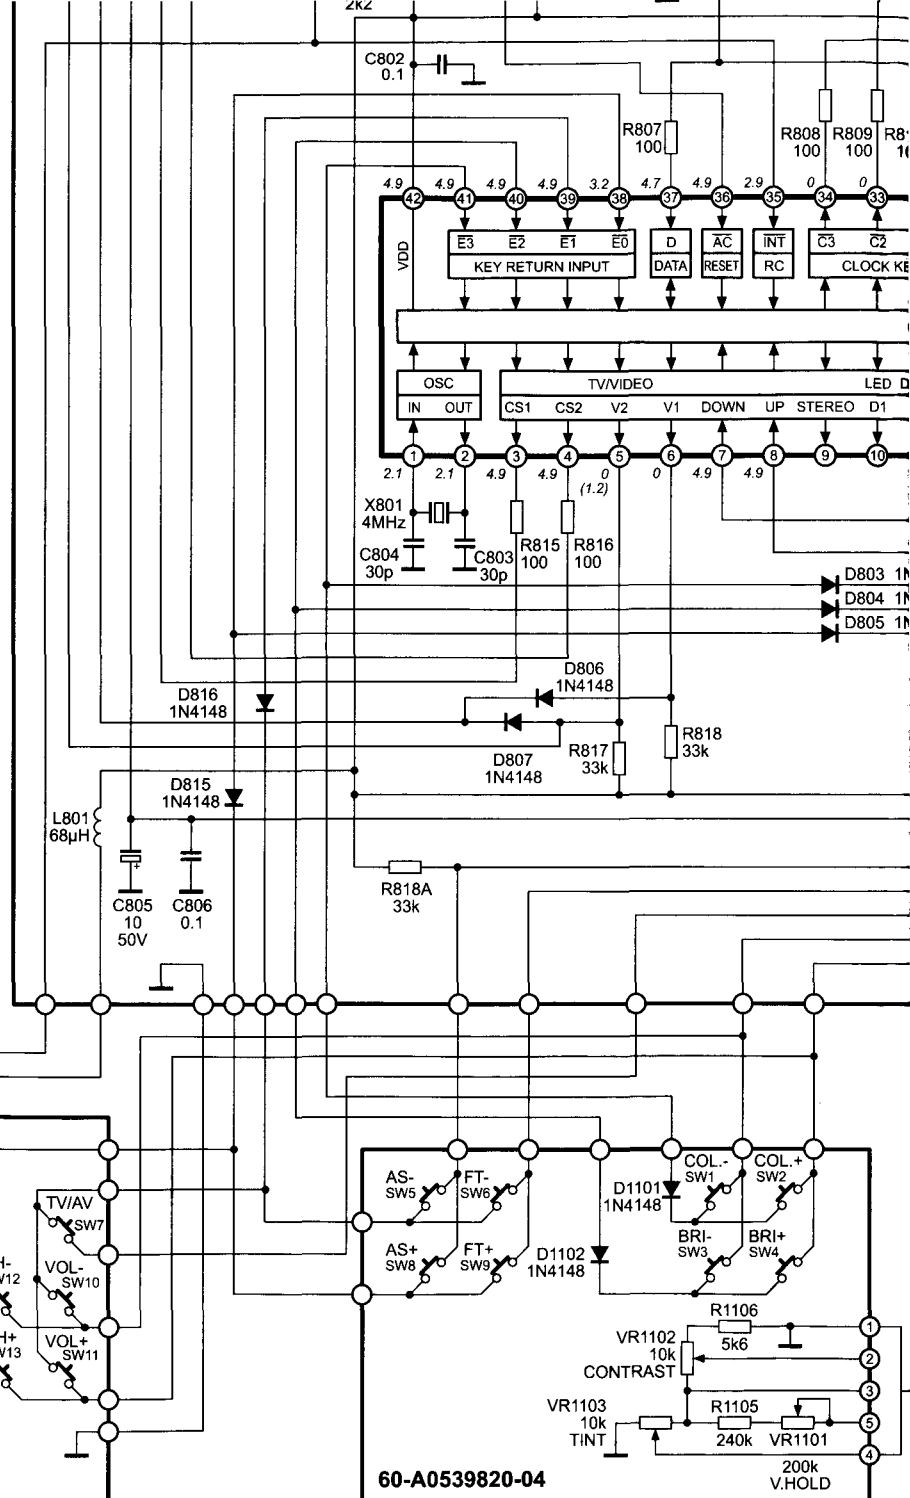 2k2
C802
0.1
R807
100
R808
100
R809
100
4.9
4.9
4.9
4.9
3.2
4.7
4.9
2.9
0
0
42
41
40
39
38
37
36
35
34
33
VDD
E3
E2
E1
E0
D
AC
INT
C3
C2
KEY RETURN INPUT
DATA
RESET
RC
CLOCK
OSC
TV/VIDEO
LED
IN
OUT
CS1
CS2
V2
V1
DOWN
UP
STEREO
D1
1
2
3
4
5
6
7
8
9
10
2.1
2.1
4.9
4.9
0
(1.2)
0
4.9
4.9
X801
4MHz
C804
30p
C803
30p
R815
100
R816
100
D803
D804
D805
D806
1N4148
D816
1N4148
D807
1N4148
R817
33k
R818
33k
D815
1N4148
L801
68µH
C805
10
50V
C806
0.1
+
R818A
33k
TV/AV
SW7
VOL-
SW10
VOL+
SW11
AS-
SW5
FT-
SW6
D1101
1N4148
COL.-
SW1
COL.+
SW2
AS+
SW8
FT+
SW9
D1102
1N4148
BRI-
SW3
BRI+
SW4
R1106
5k6
VR1102
10k
CONTRAST
VR1103
10k
TINT
R1105
240k
VR1101
200k
V.HOLD
1
2
3
5
4
60-A0539820-04